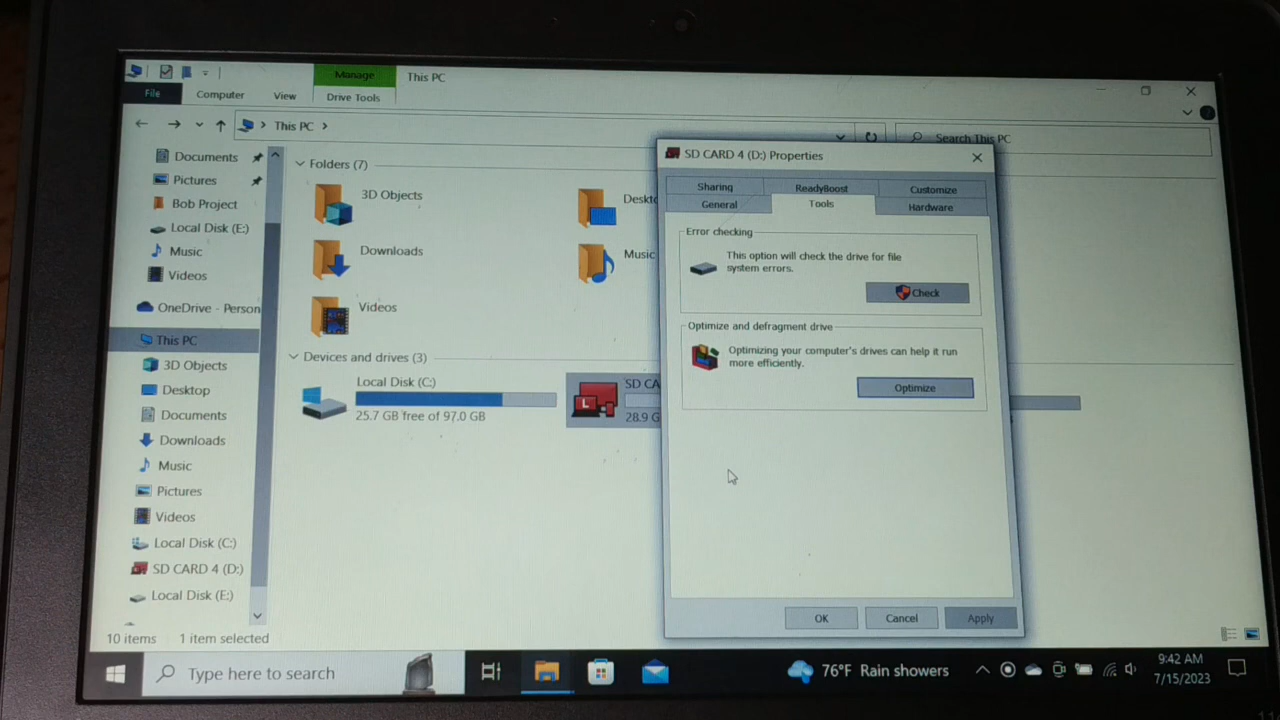 Manage
This PC
File
Computer
View
Drive Tools
This PC
Search This PC
Documents
Pictures
Bob Project
Local Disk (E:)
Music
Videos
OneDrive - Person
This PC
3D Objects
Desktop
Documents
Downloads
Music
Pictures
Videos
Local Disk (C:)
SD CARD 4 (D:)
Local Disk (E:)
Folders (7)
3D Objects
Downloads
Music
Videos
Devices and drives (3)
Local Disk (C:)
25.7 GB free of 97.0 GB
SD CA
28.9 G
SD CARD 4 (D:) Properties
Sharing
ReadyBoost
Customize
General
Tools
Hardware
Error checking
This option will check the drive for file
system errors.
Check
Optimize and defragment drive
Optimizing your computer's drives can help it run
more efficiently.
Optimize
OK
Cancel
Apply
10 items
1 item selected
Type here to search
76°F Rain showers
9:42 AM
7/15/2023